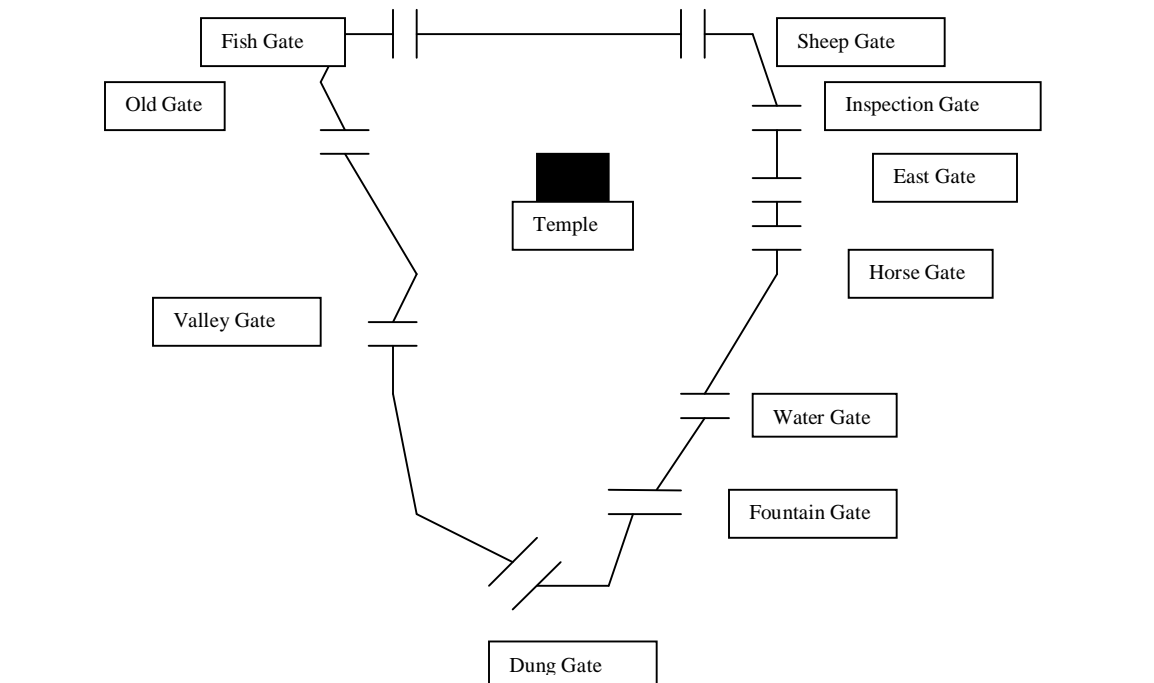 Fish Gate
Sheep Gate
Old Gate
Inspection Gate
East Gate
Temple
Horse Gate
Valley Gate
Water Gate
Fountain Gate
Dung Gate